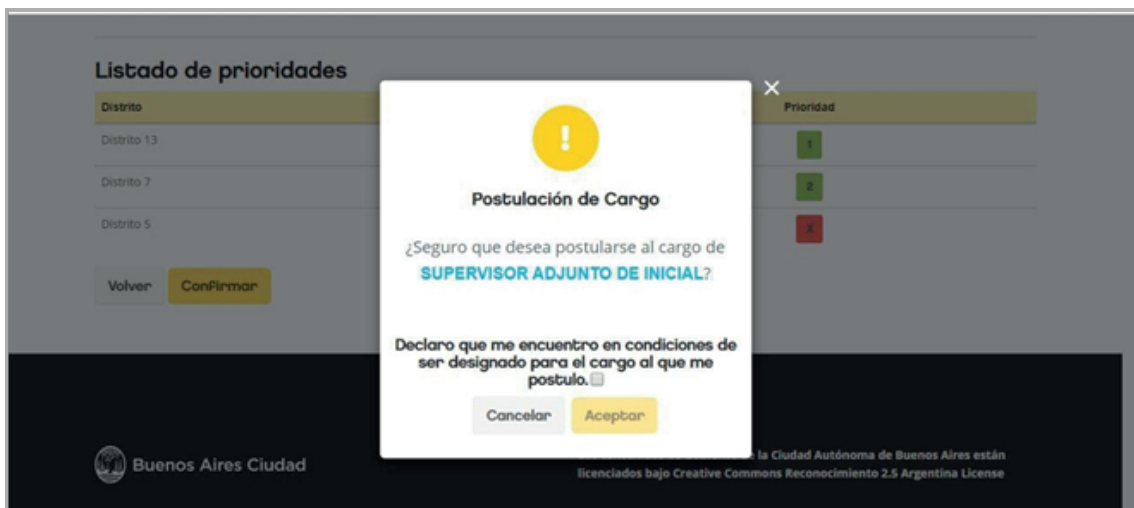 Listado de prioridades
Distrito
Prioridad
Distrito 13
1
Distrito 7
2
Distrito 5
X
Volver
Confirmar
×
!
Postulación de Cargo
¿Seguro que desea postularse al cargo de
SUPERVISOR ADJUNTO DE INICIAL?
Declaro que me encuentro en condiciones de
ser designado para el cargo al que me
postulo.
Cancelar
Aceptar
Buenos Aires Ciudad
la Ciudad Autónoma de Buenos Aires están
licenciados bajo Creative Commons Reconocimiento 2.5 Argentina License